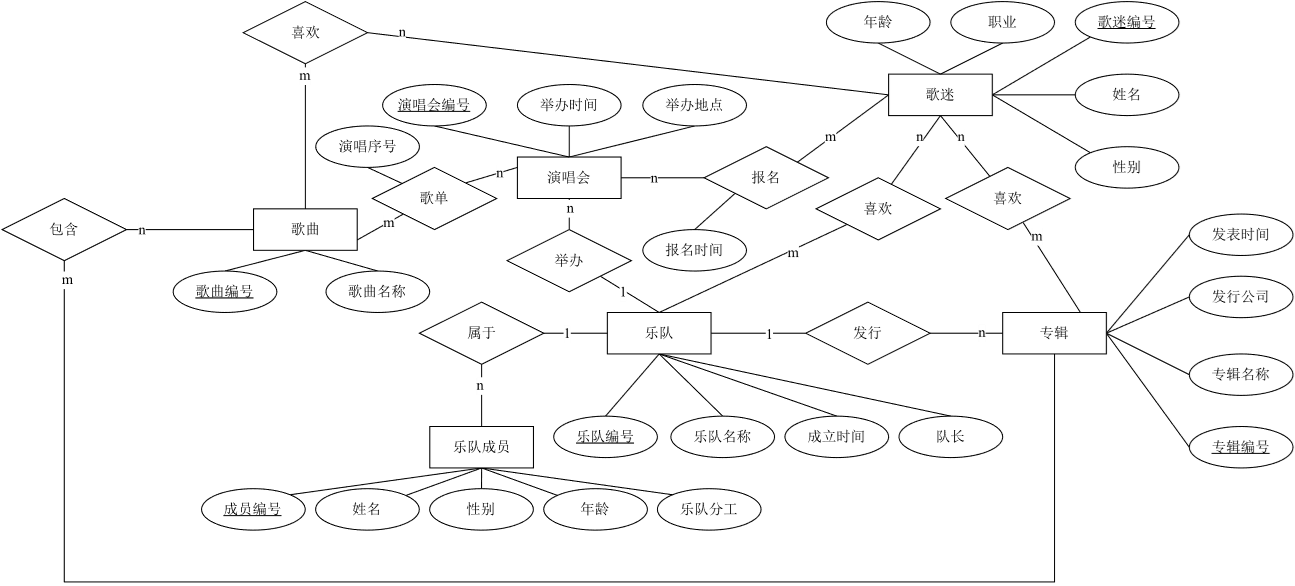 喜欢
n
年龄
职业
歌迷编号
m
演唱会编号
举办时间
举办地点
歌迷
姓名
演唱序号
m
n
n
性别
n
演唱会
n
报名
歌单
喜欢
喜欢
包含
n
歌曲
m
n
m
发表时间
举办
报名时间
m
m
歌曲编号
歌曲名称
1
发行公司
属于
1
乐队
1
发行
n
专辑
n
专辑名称
乐队编号
乐队名称
成立时间
队长
乐队成员
专辑编号
成员编号
姓名
性别
年龄
乐队分工